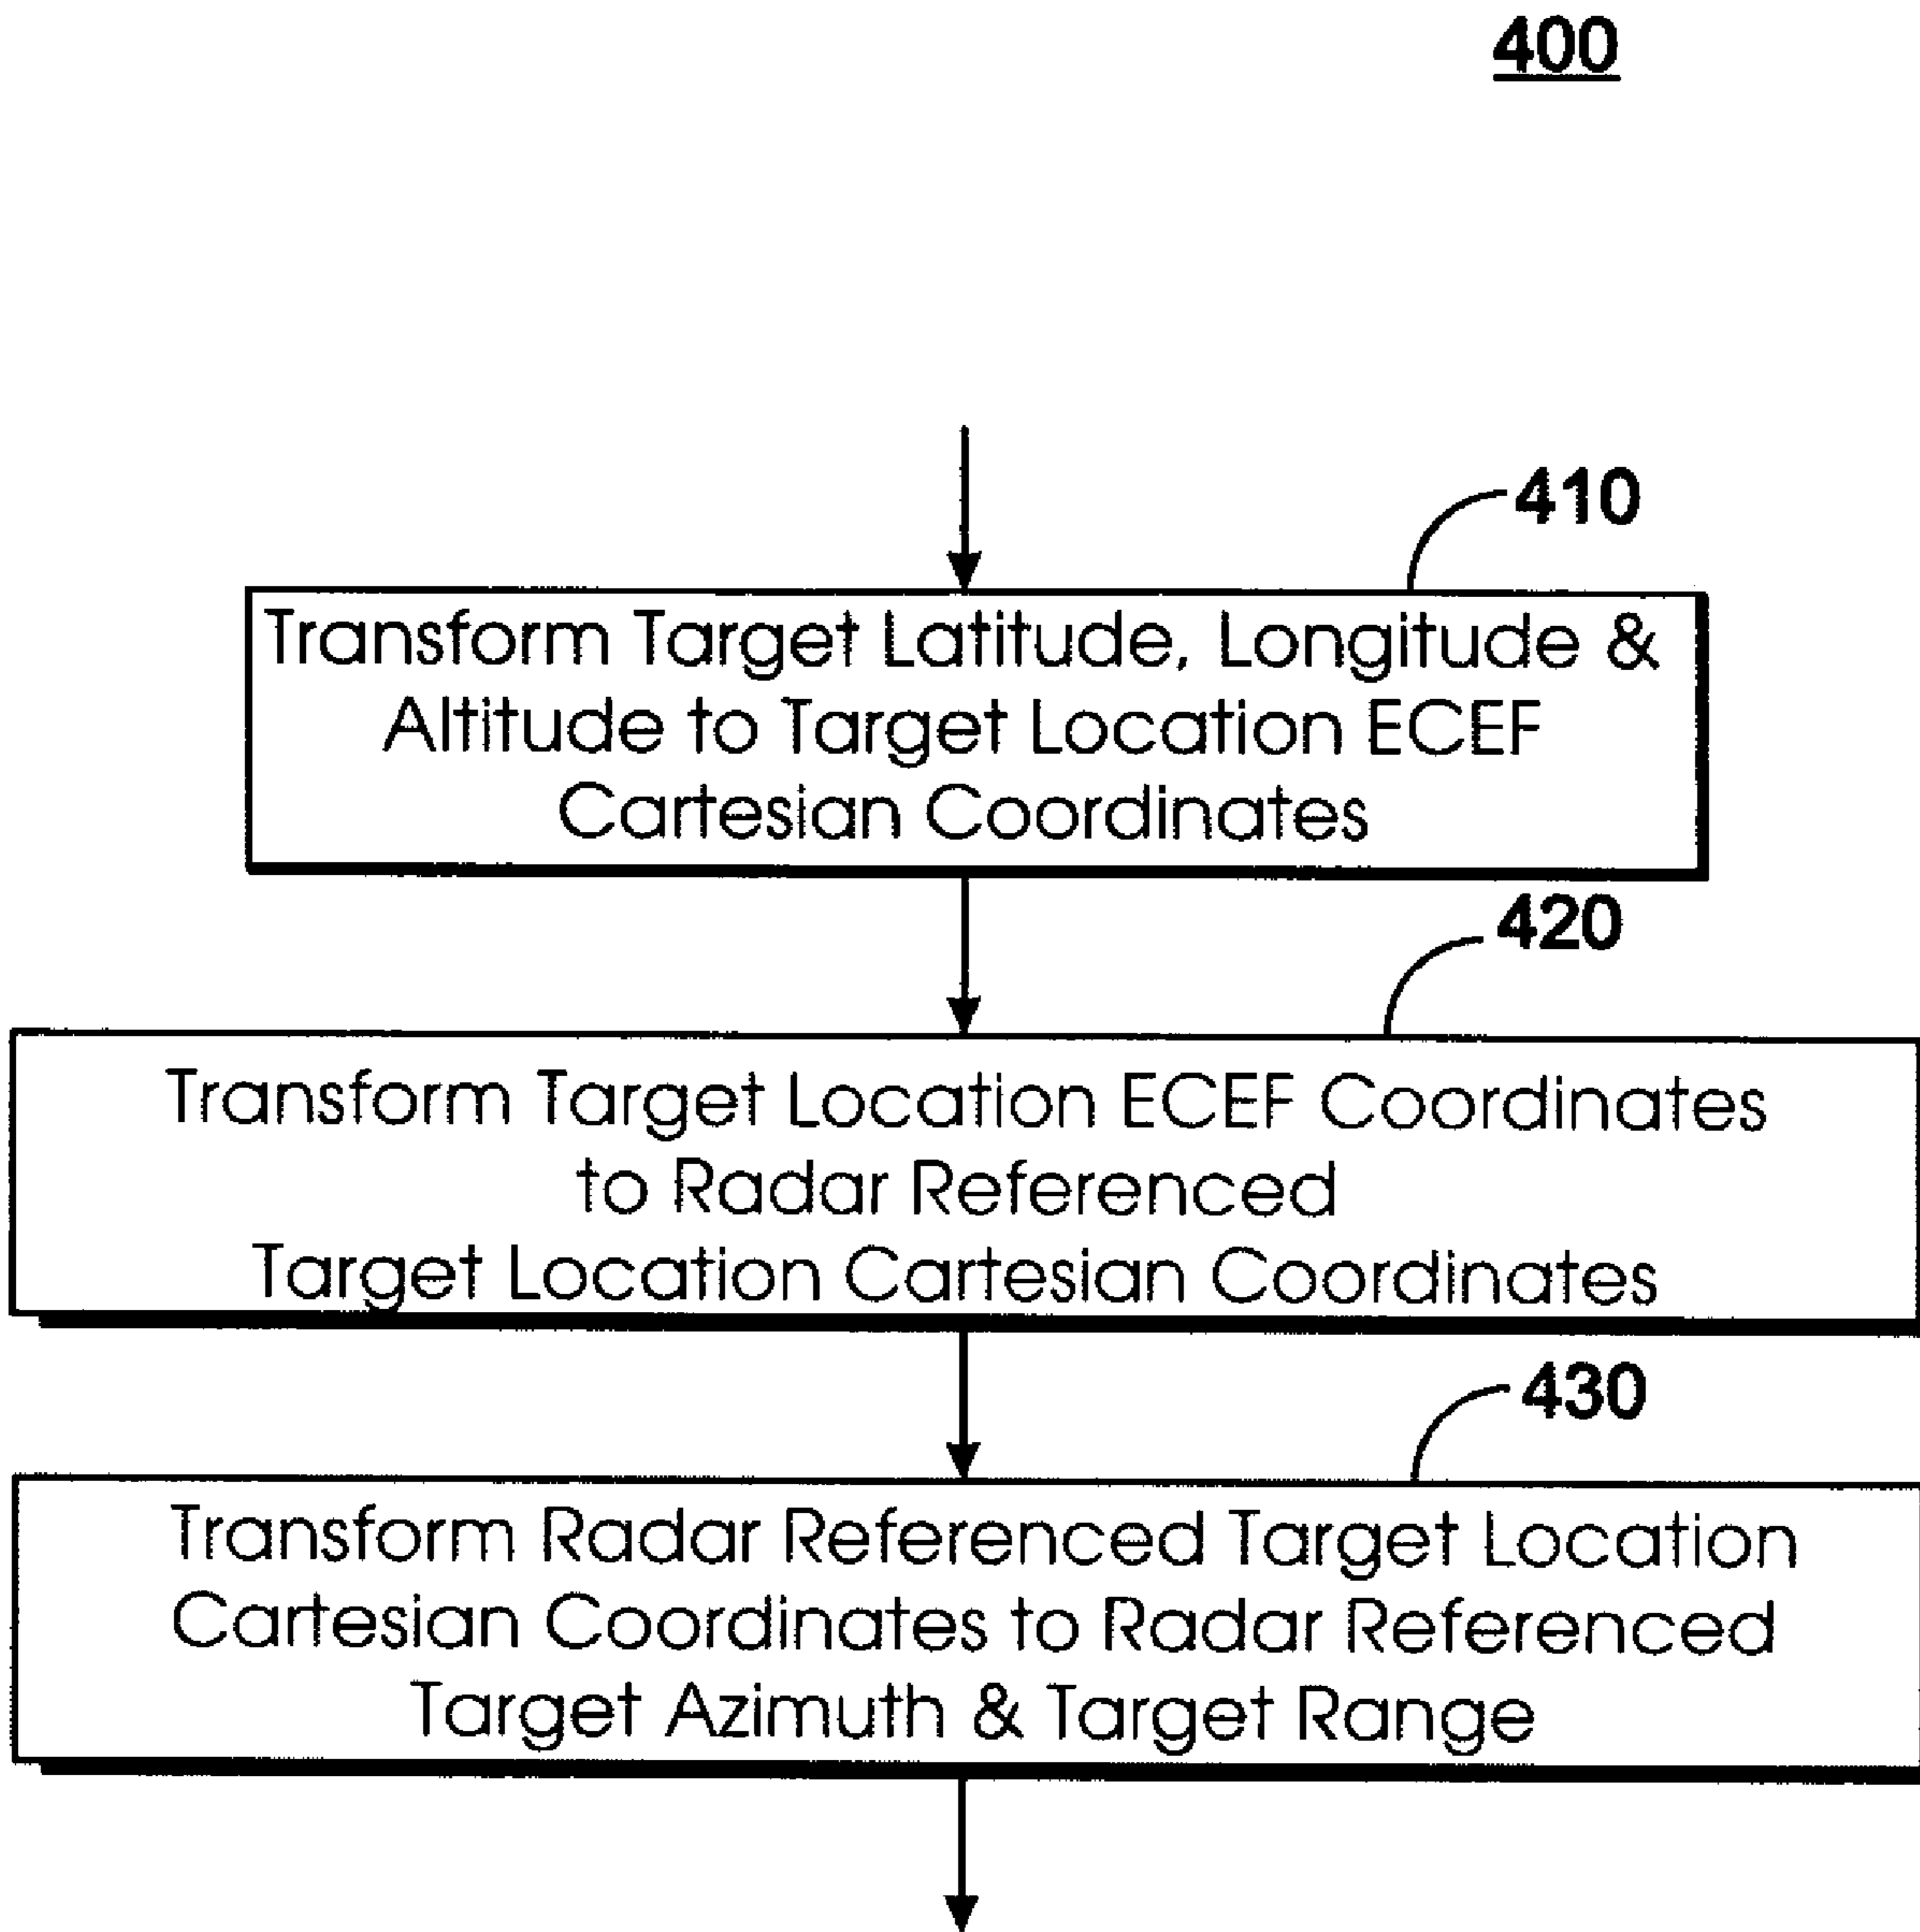 400
410
Transform Target Latitude, Longitude &
Altitude to Target Location ECEF
Cartesian Coordinates
420
Transform Target Location ECEF Coordinates
to Radar Referenced
Target Location Cartesian Coordinates
430
Transform Radar Referenced Target Location
Cartesian Coordinates to Radar Referenced
Target Azimuth & Target Range